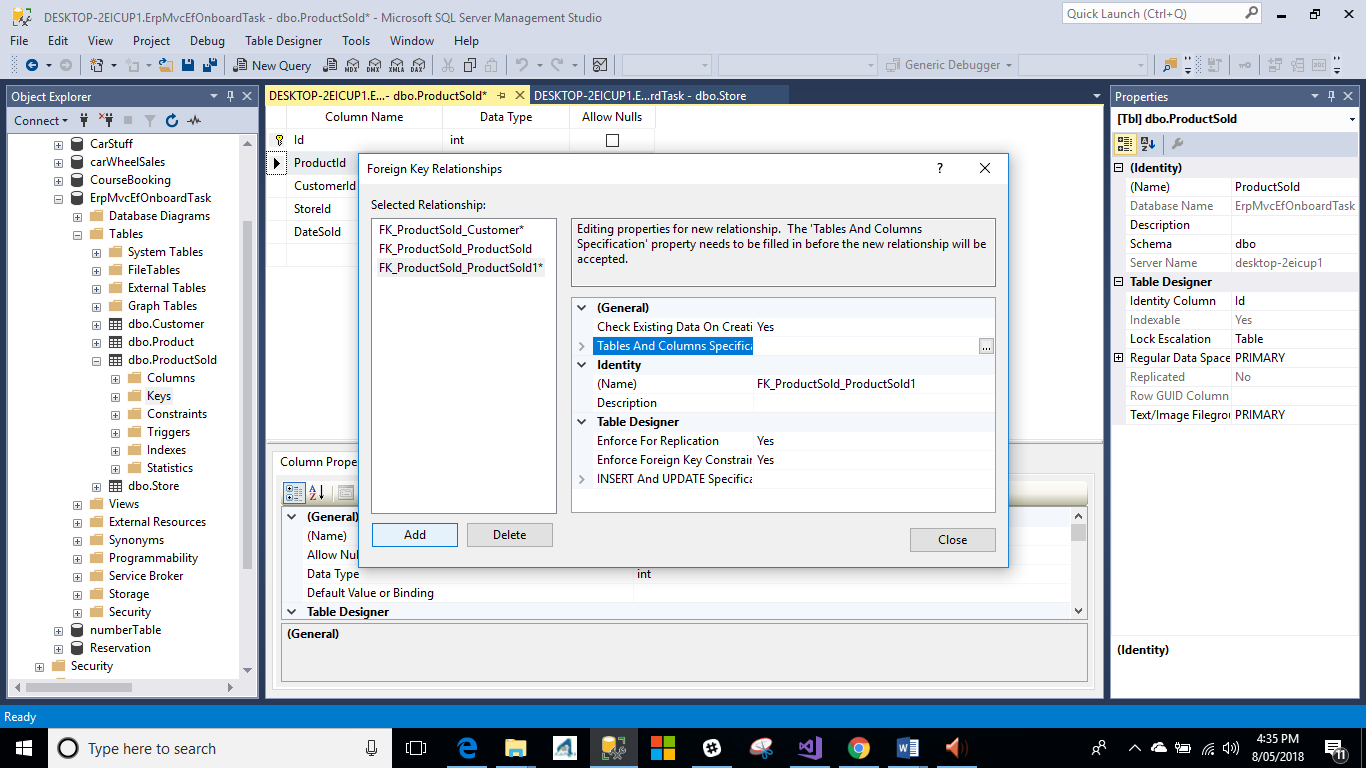 DESKTOP-2EICUP1.ErpMvcEfOnboardTask - dbo.ProductSold* - Microsoft SQL Server Management Studio
Quick Launch (Ctrl+Q)
File Edit View Project Debug Table Designer Tools Window Help
New Query
MDX DMX XMLA DAX
Generic Debugger
Object Explorer
Connect
CarStuff
carWheelSales
CourseBooking
ErpMvcEfOnboardTask
Database Diagrams
Tables
System Tables
FileTables
External Tables
Graph Tables
dbo.Customer
dbo.Product
dbo.ProductSold
Columns
Keys
Constraints
Triggers
Indexes
Statistics
dbo.Store
Views
External Resources
Synonyms
Programmability
Service Broker
Storage
Security
numberTable
Reservation
Security
DESKTOP-2EICUP1.E...- dbo.ProductSold*
DESKTOP-2EICUP1.E...rdTask - dbo.Store
Column Name Data Type Allow Nulls
Id int
ProductId
CustomerId
StoreId
DateSold
Foreign Key Relationships
?
Selected Relationship:
FK_ProductSold_Customer*
FK_ProductSold_ProductSold
FK_ProductSold_ProductSold1*
Add
Delete
Editing properties for new relationship. The 'Tables And Columns
Specification' property needs to be filled in before the new relationship will be
accepted.
(General)
Check Existing Data On Creati Yes
Tables And Columns Specifica ...
Identity
(Name) FK_ProductSold_ProductSold1
Description
Table Designer
Enforce For Replication Yes
Enforce Foreign Key Constrain Yes
INSERT And UPDATE Specifica
Close
Column Prope
(General)
(Name)
Allow Nul
Data Type int
Default Value or Binding
Table Designer
(General)
Properties
[Tbl] dbo.ProductSold
(Identity)
(Name) ProductSold
Database Name ErpMvcEfOnboardTask
Description
Schema dbo
Server Name desktop-2eicup1
Table Designer
Identity Column Id
Indexable Yes
Lock Escalation Table
Regular Data Space PRIMARY
Replicated No
Row GUID Column
Text/Image Filegrou PRIMARY
(Identity)
Ready
Type here to search
4:35 PM
8/05/2018
11